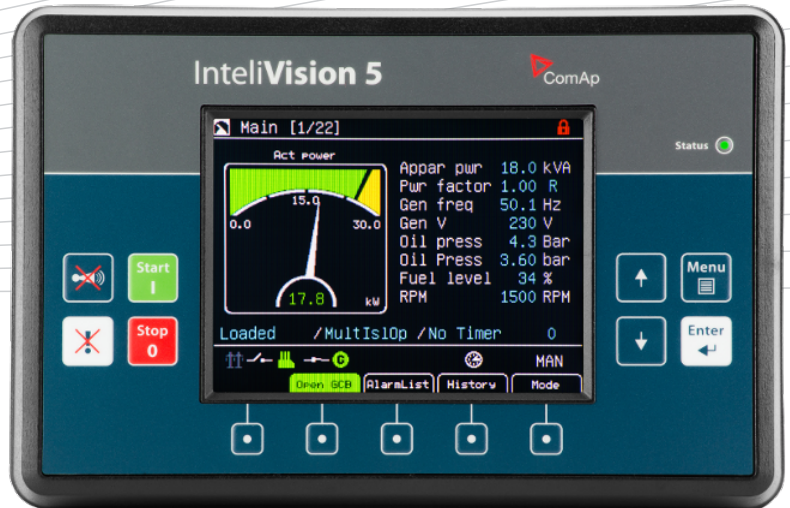 InteliVision 5
ComAp
Main [1/22]
Status
Act power
15.0
0.0
30.0
17.8
kW
Appar pwr 18.0 kVA
Pwr factor 1.00 R
Gen freq 50.1 Hz
Gen V 230 V
Oil press 4.3 Bar
Oil Press 3.60 bar
Fuel level 34 %
RPM 1500 RPM
Loaded /MultIslOp /No Timer 0
G MAN
Open GCB AlarmList History Mode
Start
I
Stop
0
Menu
Enter